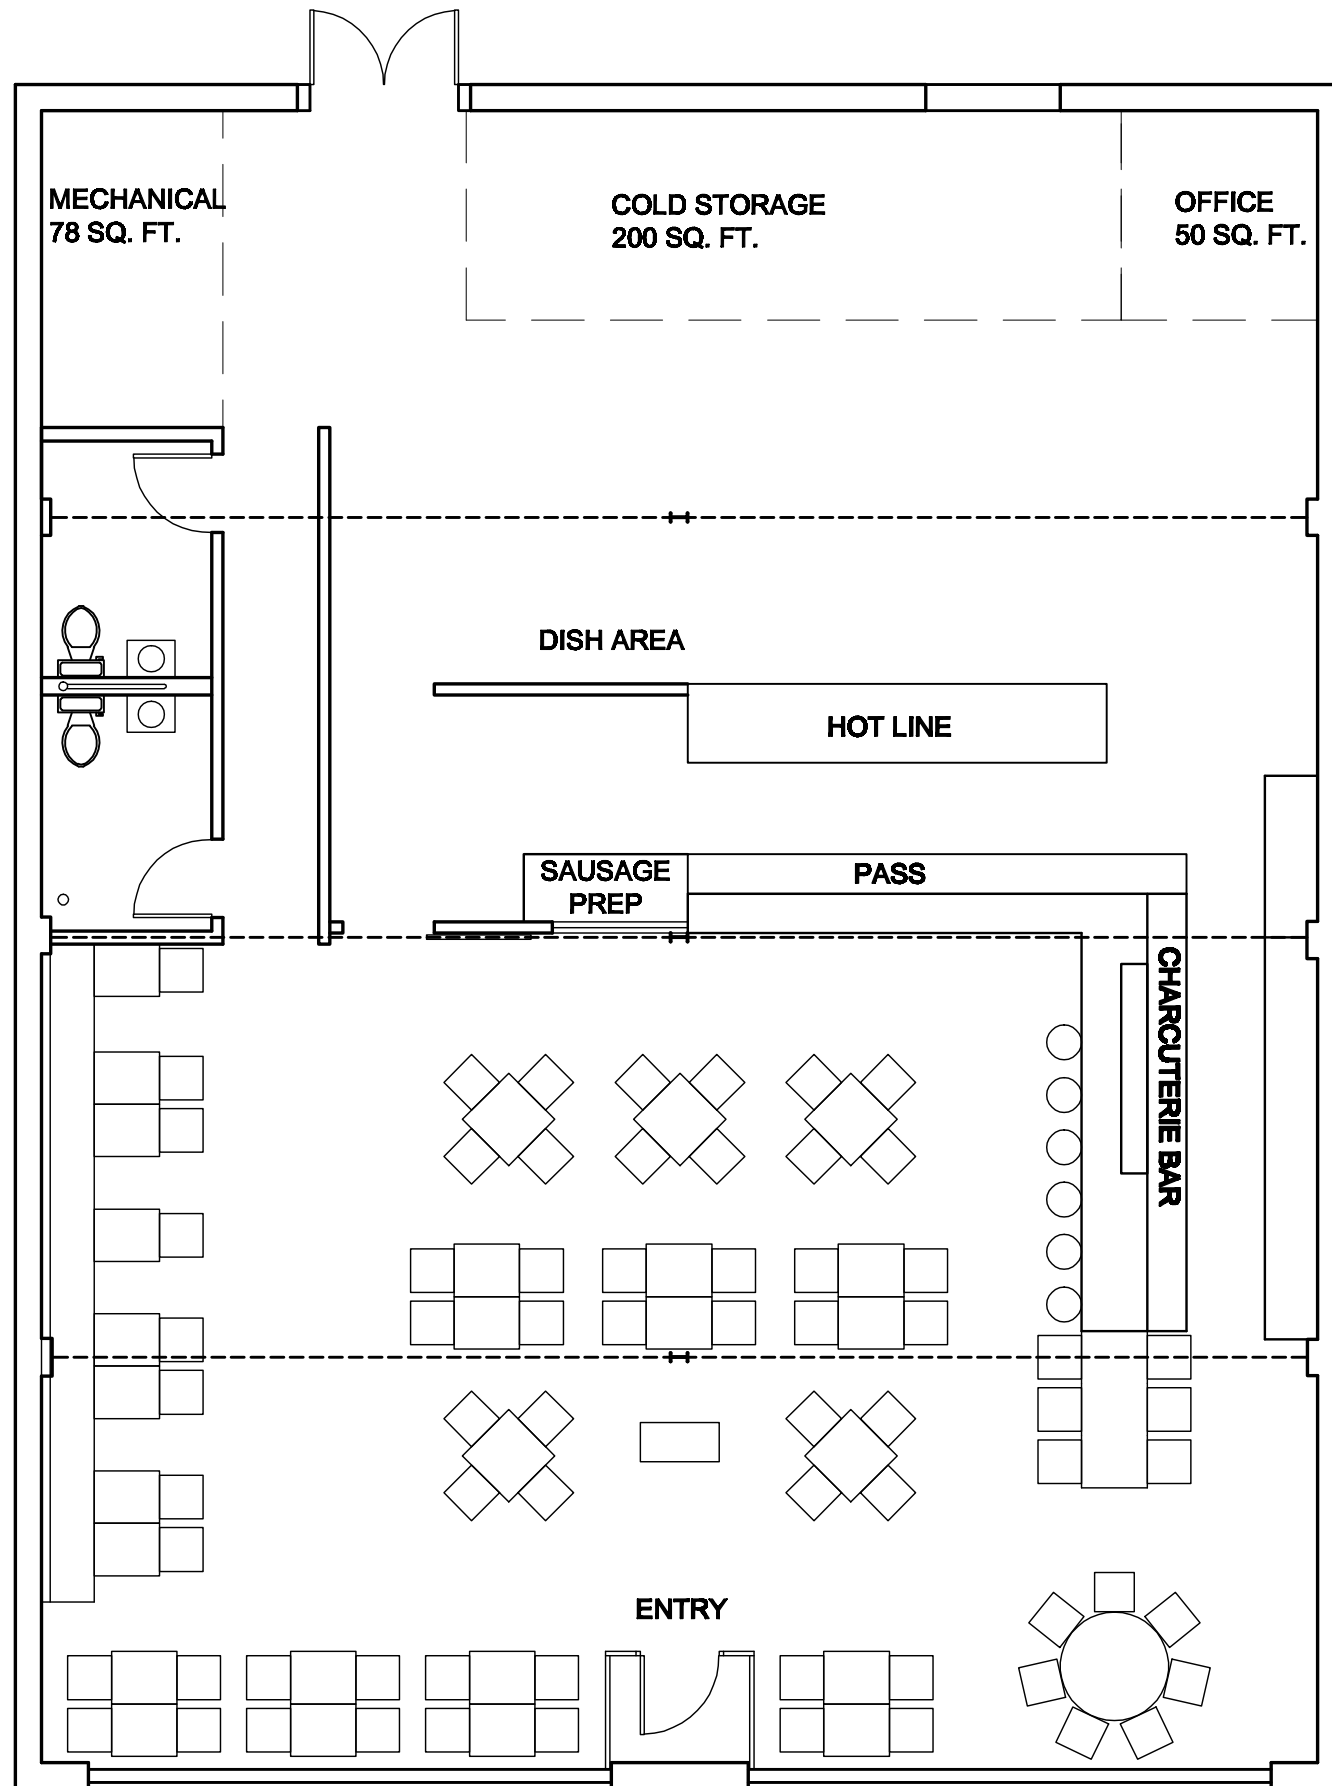 MECHANICAL
78 SQ. FT.
COLD STORAGE
200 SQ. FT.
OFFICE
50 SQ. FT.
DISH AREA
HOT LINE
SAUSAGE
PREP
PASS
CHARCUTERIE BAR
ENTRY